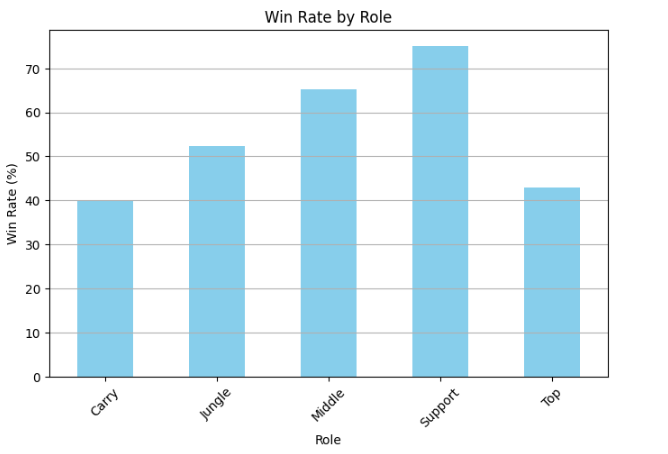 Win Rate by Role
Win Rate (%)
70
60
50
40
30
20
10
0
Carry
Jungle
Middle
Support
Top
Role